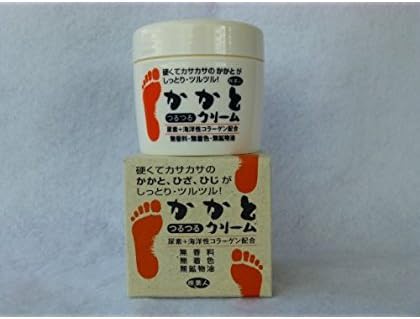 硬くてカサカサの かかとが
しっとり・ツルツル!
かかと
つるつる
クリーム
尿素+海洋性コラーゲン配合
無香料・無着色・無鉱物油
硬くてカサカサの
かかと、ひざ、ひじが
しっとり・ツルツル!
かかと
つるつる
クリーム
尿素+海洋性コラーゲン配合
無香料
無着色
無鉱物油